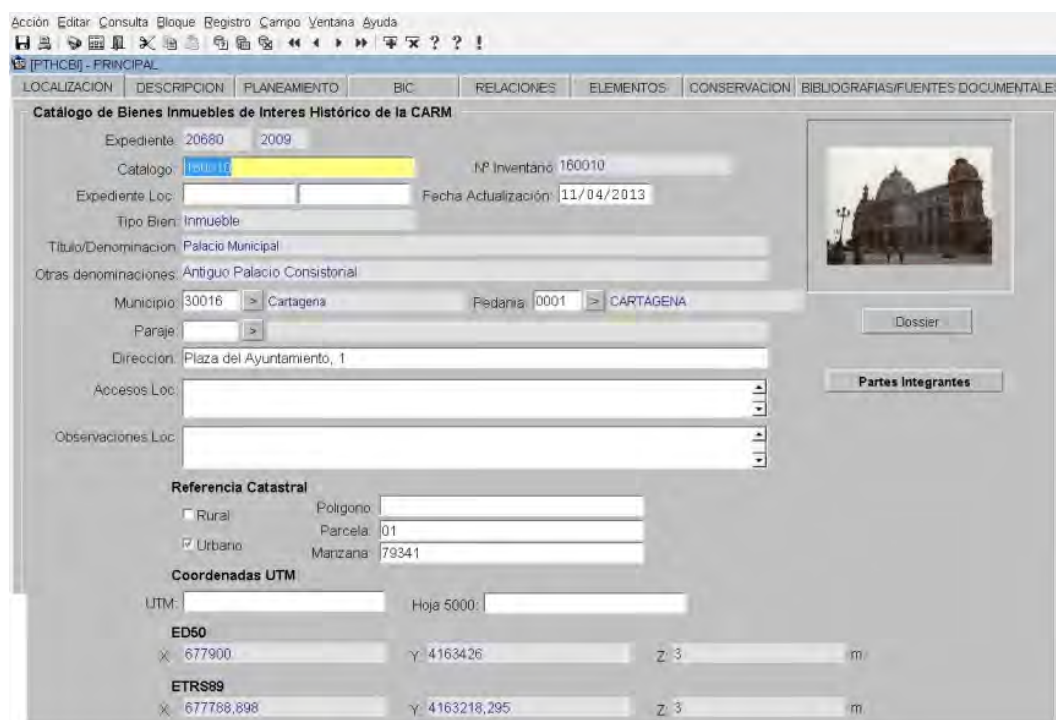 Acción Editar Consulta Bloque Registro Campo Ventana Ayuda
[PTHCBI] - PRINCIPAL
LOCALIZACION DESCRIPCION PLANEAMIENTO BIC RELACIONES ELEMENTOS CONSERVACION BIBLIOGRAFIAS/FUENTES DOCUMENTALES
Catálogo de Bienes Inmuebles de Interes Histórico de la CARM
Expediente: 20680 2009
Catalogo: 160010 Nº Inventario: 160010
Expediente Loc: Fecha Actualización: 11/04/2013
Tipo Bien: Inmueble
Título/Denominacion: Palacio Municipal
Otras denominaciones: Antiguo Palacio Consistorial
Municipio: 30016 > Cartagena Pedania: 0001 > CARTAGENA
Paraje: >
Dossier
Dirección: Plaza del Ayuntamiento, 1
Accesos Loc:
Partes Integrantes
Observaciones Loc:
Referencia Catastral
Rural Poligono:
Parcela: 01
Urbano Manzana: 79341
Coordenadas UTM
UTM: Hoja 5000:
ED50
X: 677900 Y: 4163426 Z: 3 m
ETRS89
X: 677788,898 Y: 4163218,295 Z: 3 m